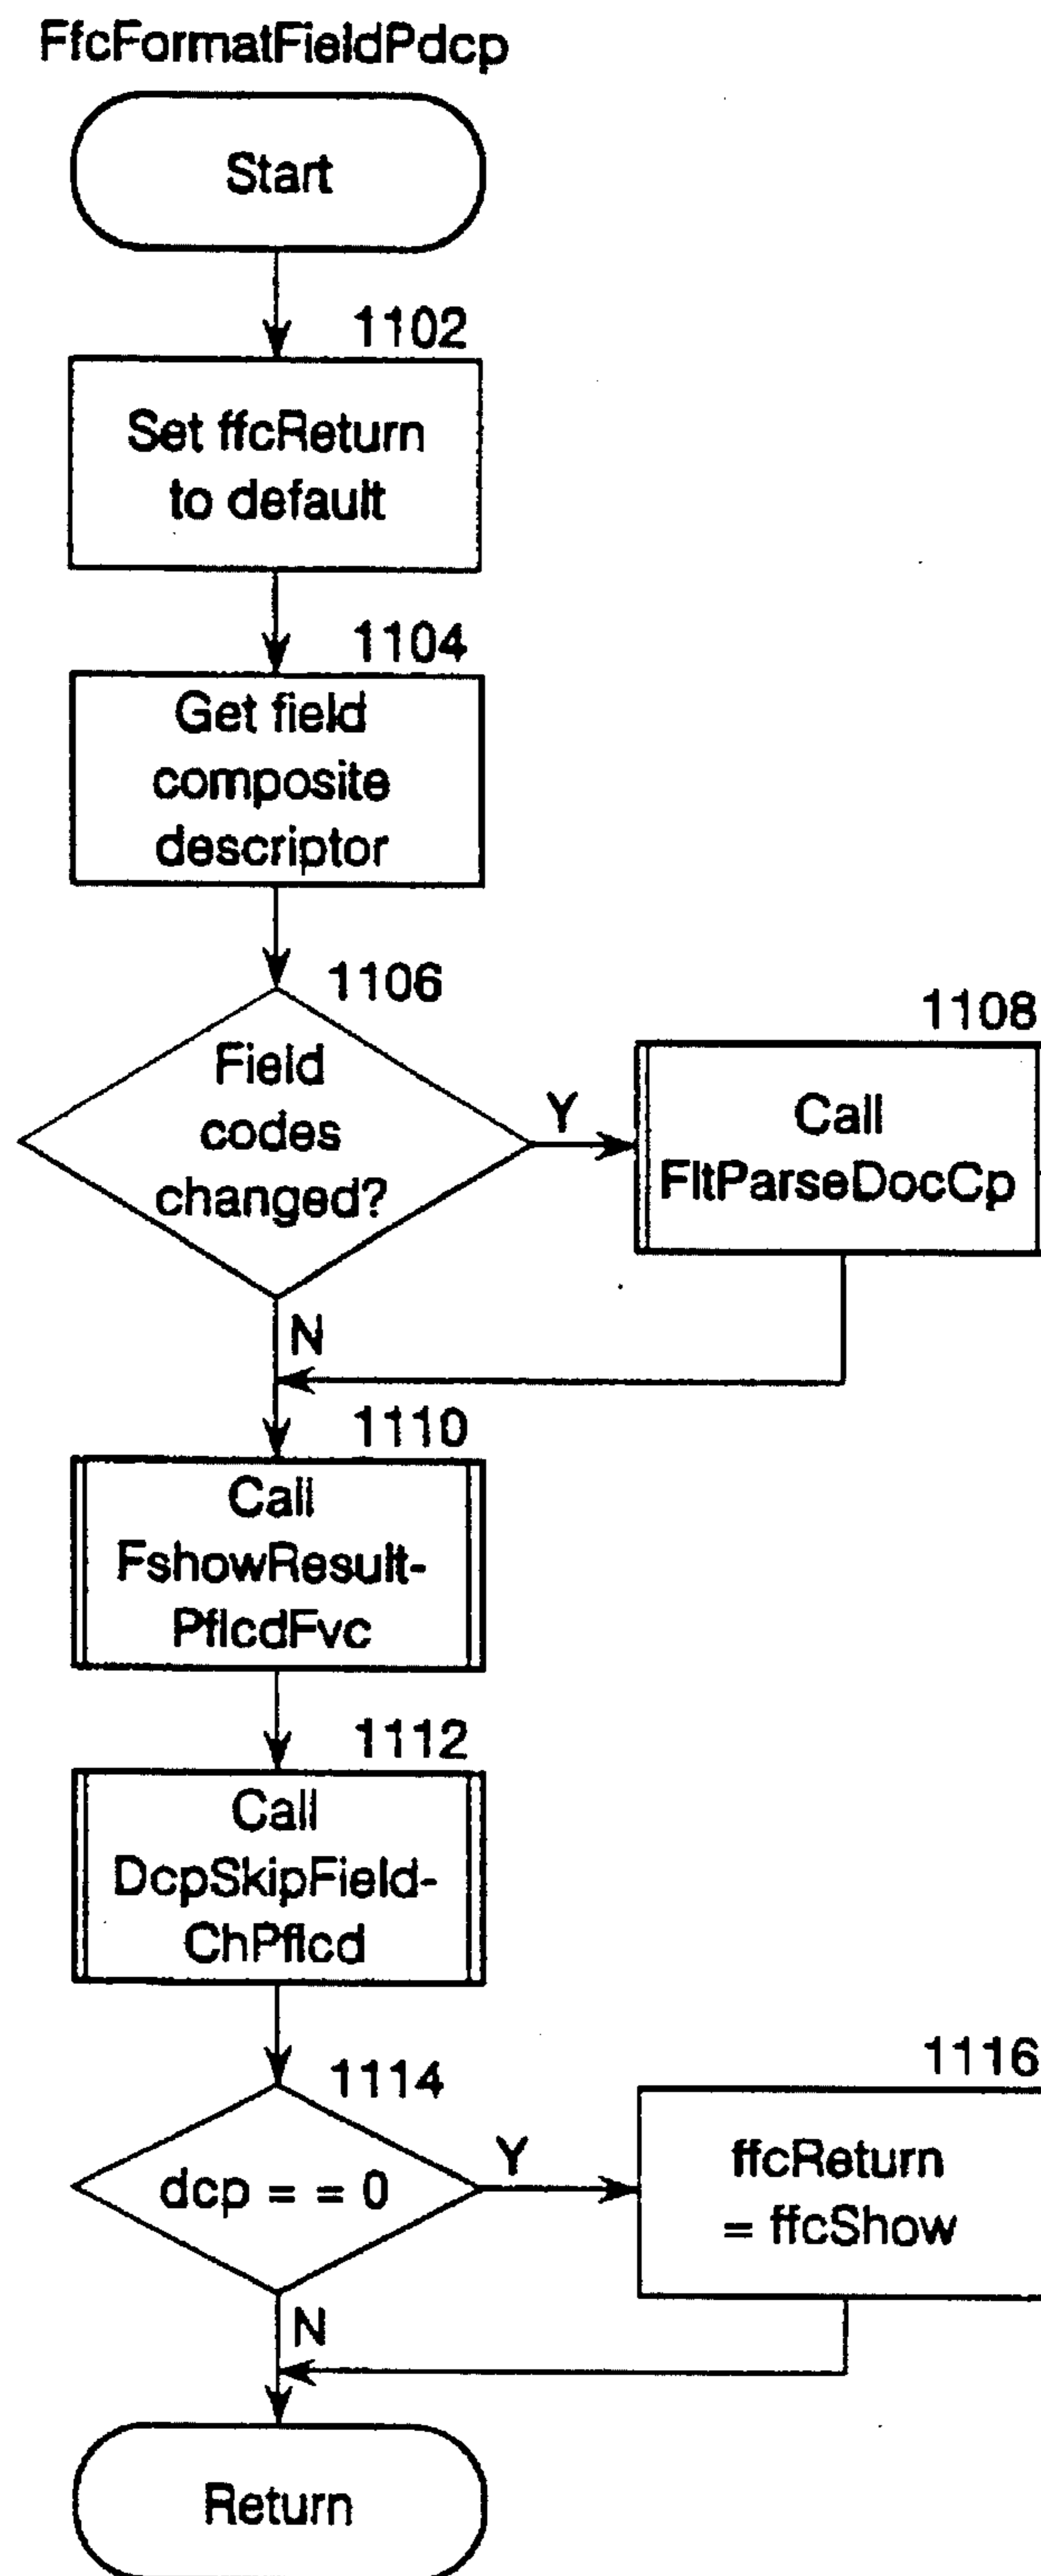 FfcFormatFieldPdcp
Start
1102
Set ffcReturn
to default
1104
Get field
composite
descriptor
1106
Field
codes
changed?
Y
1108
Call
FltParseDocCp
N
1110
Call
FshowResult-
PflcdFvc
1112
Call
DcpSkipField-
ChPflcd
1114
dcp = = 0
Y
1116
ffcReturn
= ffcShow
N
Return